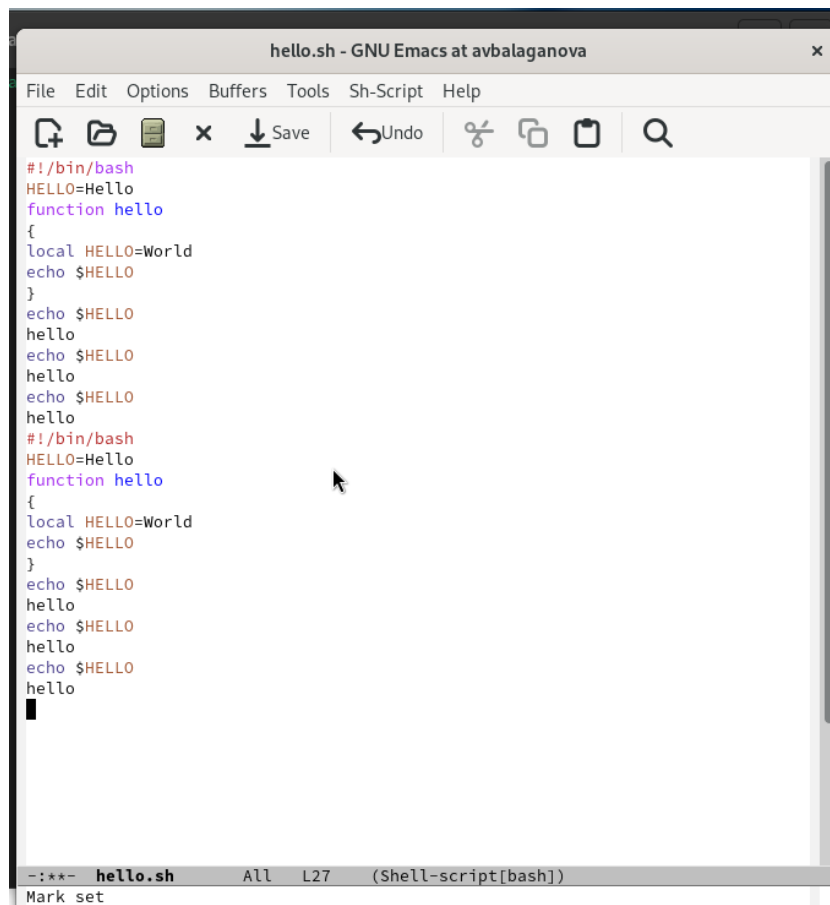 hello.sh - GNU Emacs at avbalaganova
File Edit Options Buffers Tools Sh-Script Help
Save Undo
#!/bin/bash
HELLO=Hello
function hello
{
local HELLO=World
echo $HELLO
}
echo $HELLO
hello
echo $HELLO
hello
echo $HELLO
hello
#!/bin/bash
HELLO=Hello
function hello
{
local HELLO=World
echo $HELLO
}
echo $HELLO
hello
echo $HELLO
hello
echo $HELLO
hello
-:**- hello.sh All L27 (Shell-script[bash])
Mark set